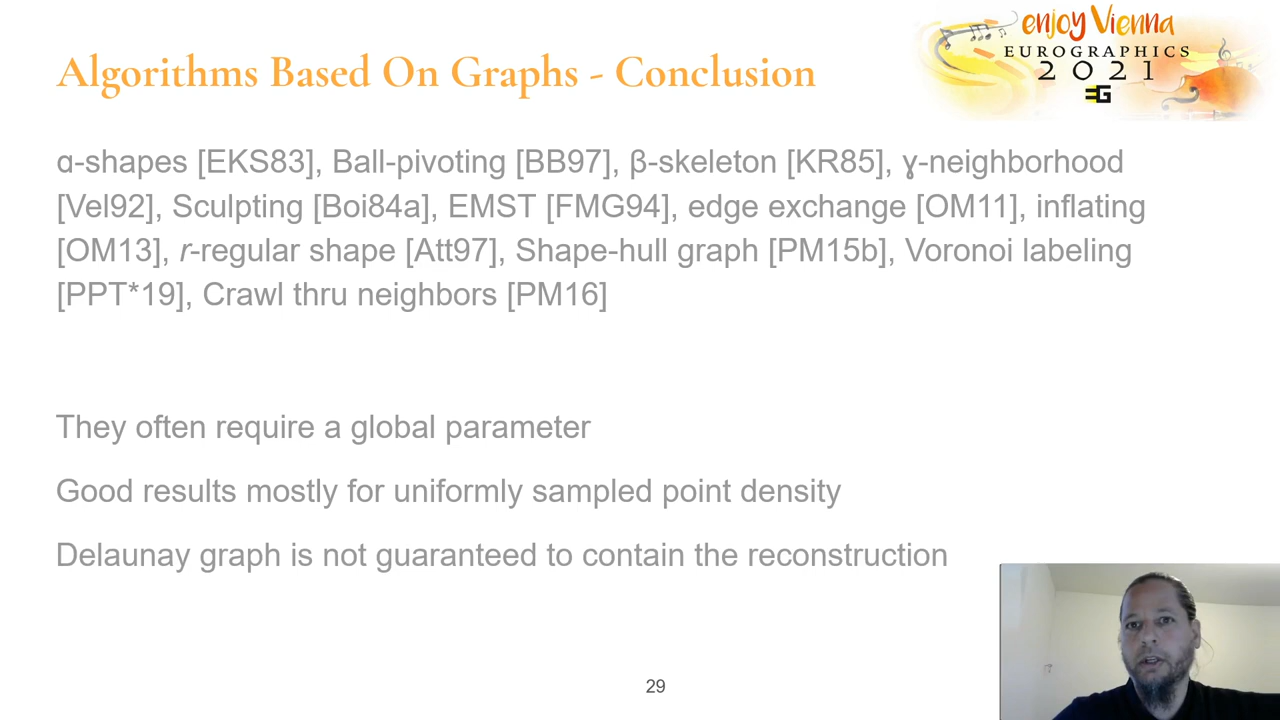 enjoy Vienna
EUROGRAPHICS
2021
EG
Algorithms Based On Graphs - Conclusion
ɑ-shapes [EKS83], Ball-pivoting [BB97], β-skeleton [KR85], ɣ-neighborhood
[Vel92], Sculpting [Boi84a], EMST [FMG94], edge exchange [OM11], inflating
[OM13], r-regular shape [Att97], Shape-hull graph [PM15b], Voronoi labeling
[PPT*19], Crawl thru neighbors [PM16]
They often require a global parameter
Good results mostly for uniformly sampled point density
Delaunay graph is not guaranteed to contain the reconstruction
29